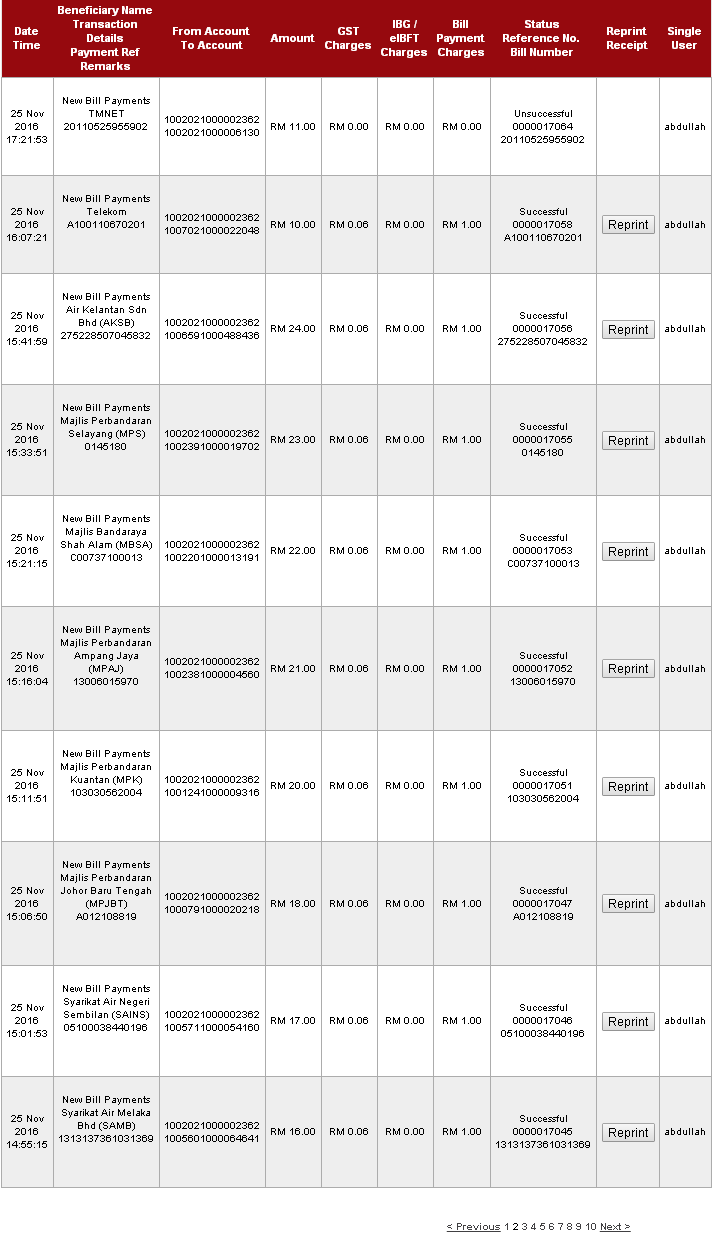 Date
Time
Beneficiary Name
Transaction
Details
Payment Ref
Remarks
From Account
To Account
Amount
GST
Charges
IBG /
eIBFT
Charges
Bill
Payment
Charges
Status
Reference No.
Bill Number
Reprint
Receipt
Single
User
25 Nov
2016
17:21:53
New Bill Payments
TMNET
20110525955902
1002021000002362
1002021000006130
RM 11.00
RM 0.00
RM 0.00
RM 0.00
Unsuccessful
0000017064
20110525955902
abdullah
25 Nov
2016
16:07:21
New Bill Payments
Telekom
A100110670201
1002021000002362
1007021000022048
RM 10.00
RM 0.06
RM 0.00
RM 1.00
Successful
0000017058
A100110670201
Reprint
abdullah
25 Nov
2016
15:41:59
New Bill Payments
Air Kelantan Sdn
Bhd (AKSB)
275228507045832
1002021000002362
1006591000488436
RM 24.00
RM 0.06
RM 0.00
RM 1.00
Successful
0000017056
275228507045832
Reprint
abdullah
25 Nov
2016
15:33:51
New Bill Payments
Majlis Perbandaran
Selayang (MPS)
0145180
1002021000002362
1002391000019702
RM 23.00
RM 0.06
RM 0.00
RM 1.00
Successful
0000017055
0145180
Reprint
abdullah
25 Nov
2016
15:21:15
New Bill Payments
Majlis Bandaraya
Shah Alam (MBSA)
C00737100013
1002021000002362
1002201000013191
RM 22.00
RM 0.06
RM 0.00
RM 1.00
Successful
0000017053
C00737100013
Reprint
abdullah
25 Nov
2016
15:16:04
New Bill Payments
Majlis Perbandaran
Ampang Jaya
(MPAJ)
13006015970
1002021000002362
1002381000004560
RM 21.00
RM 0.06
RM 0.00
RM 1.00
Successful
0000017052
13006015970
Reprint
abdullah
25 Nov
2016
15:11:51
New Bill Payments
Majlis Perbandaran
Kuantan (MPK)
103030562004
1002021000002362
1001241000009316
RM 20.00
RM 0.06
RM 0.00
RM 1.00
Successful
0000017051
103030562004
Reprint
abdullah
25 Nov
2016
15:06:50
New Bill Payments
Majlis Perbandaran
Johor Baru Tengah
(MPJBT)
A012108819
1002021000002362
1000791000020218
RM 18.00
RM 0.06
RM 0.00
RM 1.00
Successful
0000017047
A012108819
Reprint
abdullah
25 Nov
2016
15:01:53
New Bill Payments
Syarikat Air Negeri
Sembilan (SAINS)
05100038440196
1002021000002362
1005711000054160
RM 17.00
RM 0.06
RM 0.00
RM 1.00
Successful
0000017046
05100038440196
Reprint
abdullah
25 Nov
2016
14:55:15
New Bill Payments
Syarikat Air Melaka
Bhd (SAMB)
1313137361031369
1002021000002362
1005601000064641
RM 16.00
RM 0.06
RM 0.00
RM 1.00
Successful
0000017045
1313137361031369
Reprint
abdullah
< Previous 1 2 3 4 5 6 7 8 9 10 Next >